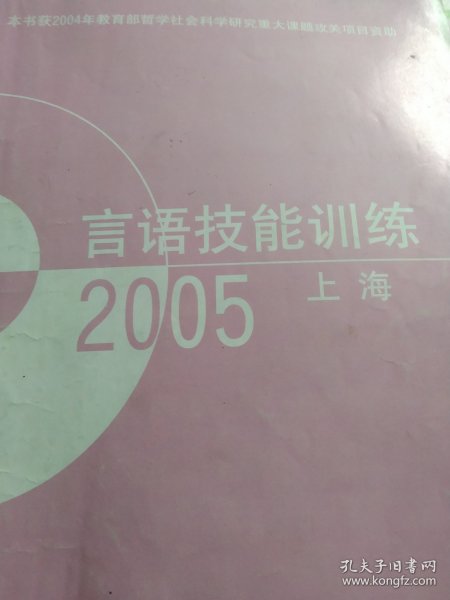 本书获2004年教育部哲学社会科学研究重大课题攻关项目资助
言语技能训练
2005
上海
孔夫子旧书网
www.kongfz.com